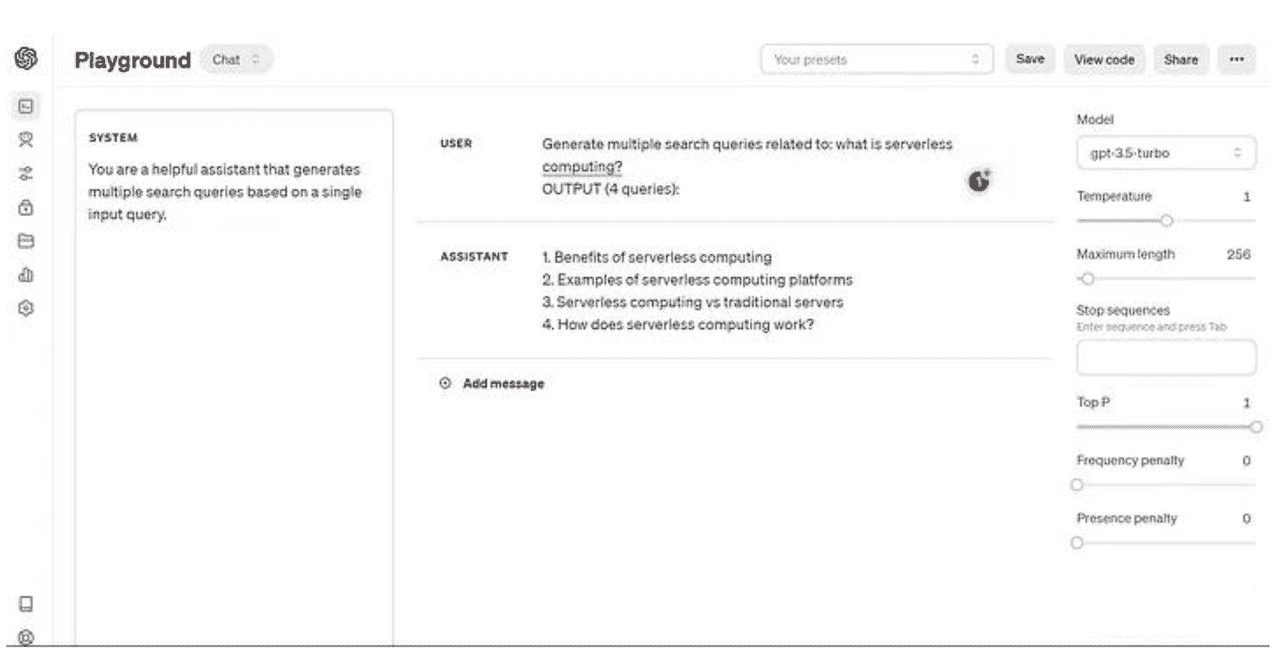 Playground
Chat
Your presets
Save
View code
Share
SYSTEM
You are a helpful assistant that generates
multiple search queries based on a single
input query.
USER
Generate multiple search queries related to: what is serverless
computing?
OUTPUT (4 queries):
ASSISTANT
1. Benefits of serverless computing
2. Examples of serverless computing platforms
3. Serverless computing vs traditional servers
4. How does serverless computing work?
Add message
Model
gpt-3.5-turbo
Temperature 1
Maximum length 256
Stop sequences
Enter sequence and press Tab
Top P 1
Frequency penalty 0
Presence penalty 0